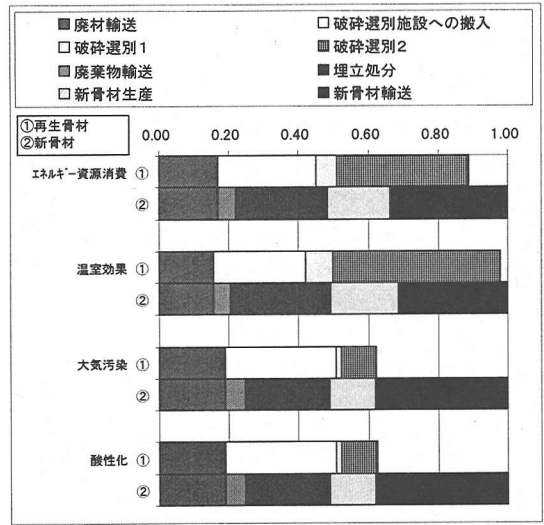 廃材輸送 破砕選別施設への搬入
破砕選別1 破砕選別2
廃棄物輸送 埋立処分
新骨材生産 新骨材輸送
①再生骨材
②新骨材
0.00 0.20 0.40 0.60 0.80 1.00
エネルギー資源消費 ①
②
温室効果 ①
②
大気汚染 ①
②
酸性化 ①
②